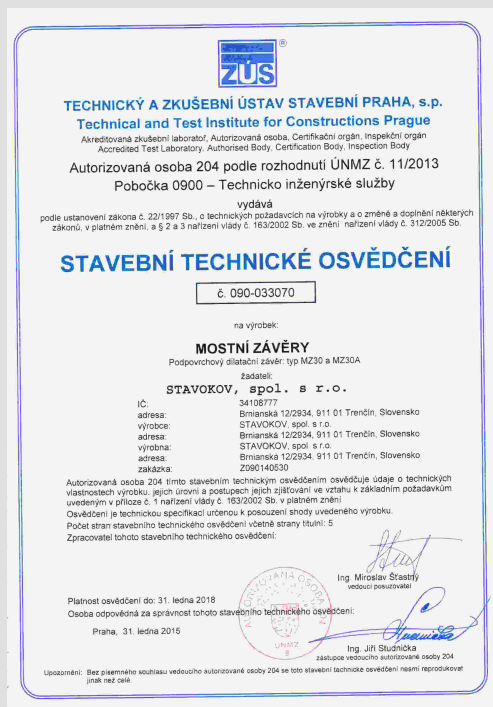 ZÚS
®
TECHNICKÝ A ZKUŠEBNÍ ÚSTAV STAVEBNÍ PRAHA, s.p.
Technical and Test Institute for Constructions Prague
Akreditovaná zkušební laboratoř, Autorizovaná osoba, Certifikační orgán, Inspekční orgán
Accredited Test Laboratory, Authorised Body, Certification Body, Inspection Body
Autorizovaná osoba 204 podle rozhodnutí ÚNMZ č. 11/2013
Pobočka 0900 – Technicko inženýrské služby
vydává
podle ustanovení zákona č. 22/1997 Sb., o technických požadavcích na výrobky a o změně a doplnění některých
zákonů, v platném znění, a § 2 a 3 nařízení vlády č. 163/2002 Sb. ve znění nařízení vlády č. 312/2005 Sb.
STAVEBNÍ TECHNICKÉ OSVĚDČENÍ
č. 090-033070
na výrobek:
MOSTNÍ ZÁVĚRY
Podpovrchový dilatační závěr: typ MZ30 a MZ30A
žadateli:
STAVOKOV, spol. s r.o.
IČ: 34108777
adresa: Brnianská 12/2934, 911 01 Trenčín, Slovensko
výrobce: STAVOKOV, spol. s r.o.
adresa: Brnianská 12/2934, 911 01 Trenčín, Slovensko
výrobna: STAVOKOV, spol. s r.o.
adresa: Brnianská 12/2934, 911 01 Trenčín, Slovensko
zakázka: Z090140530
Autorizovaná osoba 204 tímto stavebním technickým osvědčením osvědčuje údaje o technických
vlastnostech výrobku, jejich úrovni a postupech jejich zjišťování ve vztahu k základním požadavkům
uvedeným v příloze č. 1 nařízení vlády č. 163/2002 Sb. v platném znění
Osvědčení je technickou specifikací určenou k posouzení shody uvedeného výrobku.
Počet stran stavebního technického osvědčení včetně strany titulní: 5
Zpracovatel tohoto stavebního technického osvědčení:
Ing. Miroslav Šťastný
vedoucí posuzovatel
AUTORIZOVANÁ OSOBA 204
ÚNMZ
9
Platnost osvědčení do: 31. ledna 2018
Osoba odpovědná za správnost tohoto stavebního technického osvědčení:
Praha, 31. ledna 2015
Ing. Jiří Studnička
zástupce vedoucího autorizované osoby 204
Upozornění: Bez písemného souhlasu vedoucího autorizované osoby 204 se toto stavební technické osvědčení nesmí reprodukovat
jinak než celé.